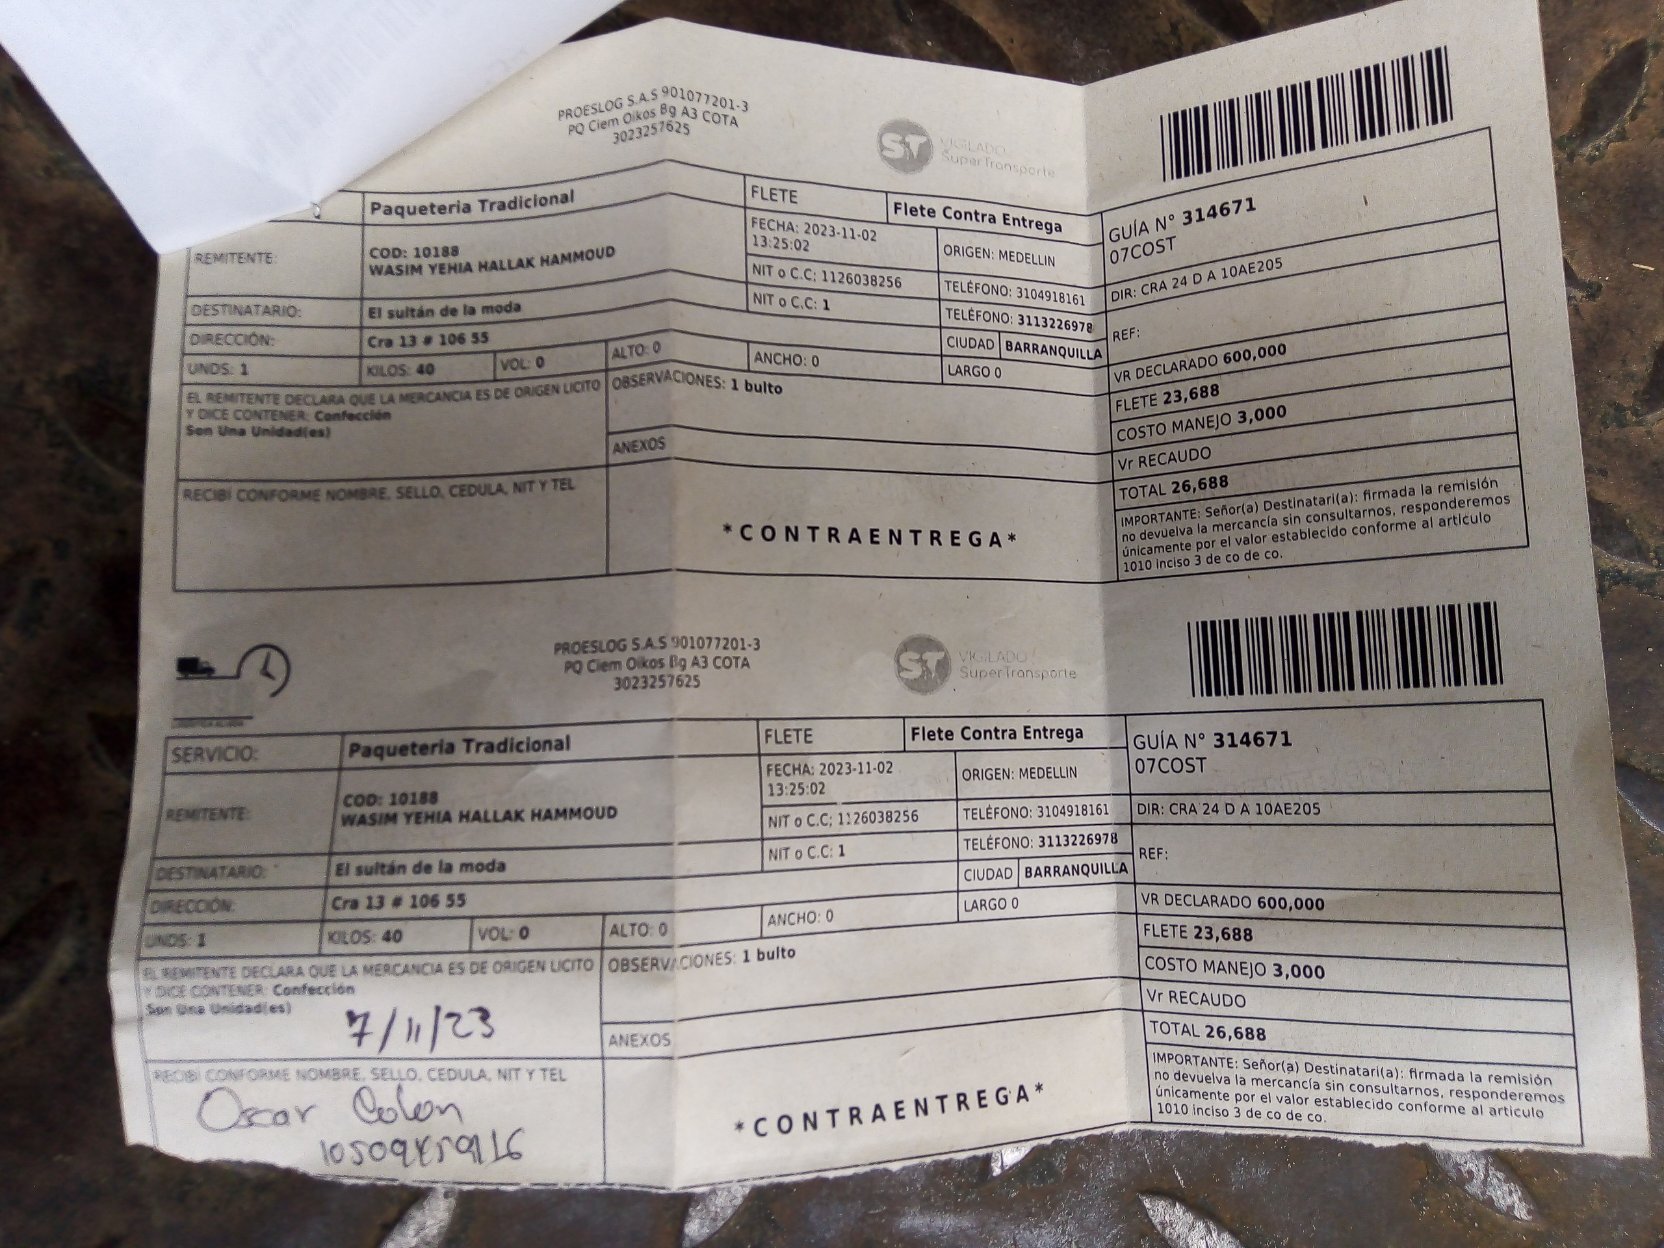 PROESLOG S.A.S 901077201-3
PQ Ciem Oikos Bg A3 COTA
3023257625
ST VIGILADO
SuperTransporte
Paqueteria Tradicional
FLETE
Flete Contra Entrega
GUÍA N° 314671
07COST
REMITENTE:
COD: 10188
WASIM YEHIA HALLAK HAMMOUD
FECHA: 2023-11-02
13:25:02
ORIGEN: MEDELLIN
NIT o C.C: 1126038256
TELÉFONO: 3104918161
DIR: CRA 24 D A 10AE205
DESTINATARIO:
El sultán de la moda
NIT o C.C: 1
TELÉFONO: 3113226978
REF:
DIRECCIÓN:
Cra 13 # 106 55
CIUDAD
BARRANQUILLA
UNDS: 1
KILOS: 40
VOL: 0
ALTO: 0
ANCHO: 0
LARGO 0
VR DECLARADO 600,000
EL REMITENTE DECLARA QUE LA MERCANCIA ES DE ORIGEN LICITO
Y DICE CONTENER: Confección
Son Una Unidad(es)
OBSERVACIONES: 1 bulto
FLETE 23,688
COSTO MANEJO 3,000
ANEXOS
Vr RECAUDO
TOTAL 26,688
RECIBÍ CONFORME NOMBRE, SELLO, CEDULA, NIT Y TEL
*CONTRAENTREGA*
IMPORTANTE: Señor(a) Destinatari(a): firmada la remisión
no devuelva la mercancía sin consultarnos, responderemos
únicamente por el valor establecido conforme al articulo
1010 inciso 3 de co de co.
PROESLOG S.A.S 901077201-3
PQ Ciem Oikos Bg A3 COTA
3023257625
ST VIGILADO
SuperTransporte
SERVICIO:
Paqueteria Tradicional
FLETE
Flete Contra Entrega
GUÍA N° 314671
07COST
REMITENTE:
COD: 10188
WASIM YEHIA HALLAK HAMMOUD
FECHA: 2023-11-02
13:25:02
ORIGEN: MEDELLIN
NIT o C.C: 1126038256
TELÉFONO: 3104918161
DIR: CRA 24 D A 10AE205
DESTINATARIO:
El sultán de la moda
NIT o C.C: 1
TELÉFONO: 3113226978
REF:
DIRECCIÓN:
Cra 13 # 106 55
CIUDAD
BARRANQUILLA
UNDS: 1
KILOS: 40
VOL: 0
ALTO: 0
ANCHO: 0
LARGO 0
VR DECLARADO 600,000
EL REMITENTE DECLARA QUE LA MERCANCIA ES DE ORIGEN LICITO
Y DICE CONTENER: Confección
Son Una Unidad(es)
OBSERVACIONES: 1 bulto
FLETE 23,688
COSTO MANEJO 3,000
7/11/23
ANEXOS
Vr RECAUDO
TOTAL 26,688
RECIBÍ CONFORME NOMBRE, SELLO, CEDULA, NIT Y TEL
Oscar Colon
*CONTRAENTREGA*
IMPORTANTE: Señor(a) Destinatari(a): firmada la remisión
no devuelva la mercancía sin consultarnos, responderemos
únicamente por el valor establecido conforme al articulo
1010 inciso 3 de co de co.